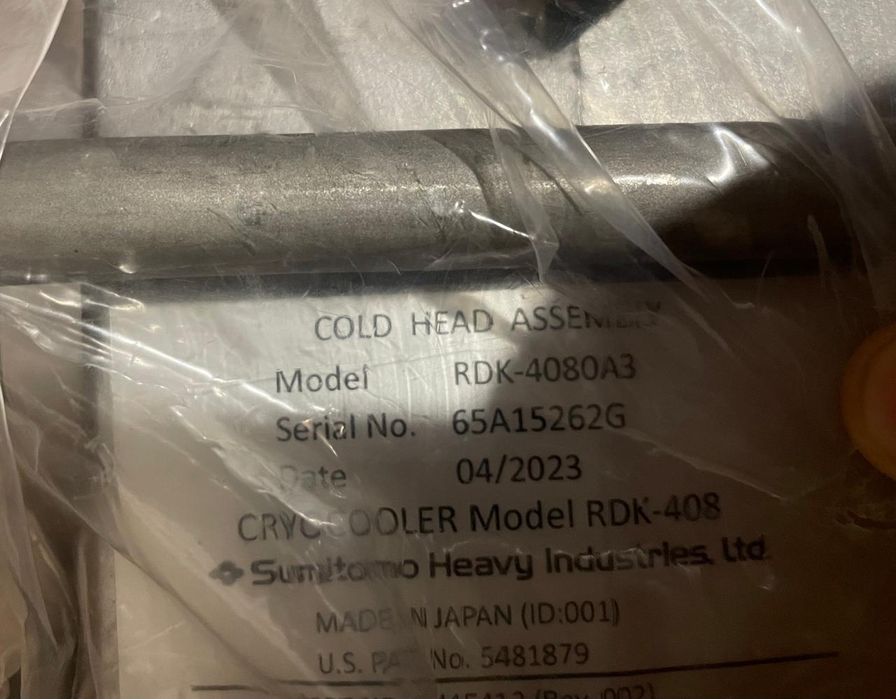 COLD HEAD ASSEMBLY
Model RDK-4080A3
Serial No. 65A15262G
Date 04/2023
CRYOCOOLER Model RDK-408
Sumitomo Heavy Industries, Ltd
MADE IN JAPAN (ID:001)
U.S. PAT No. 5481879